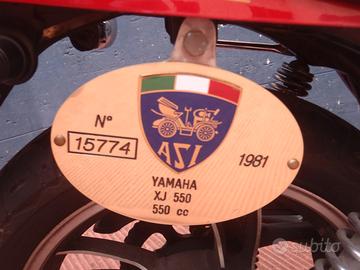 N°
15774
ASI
1981
YAMAHA
XJ 550
550 cc
subito